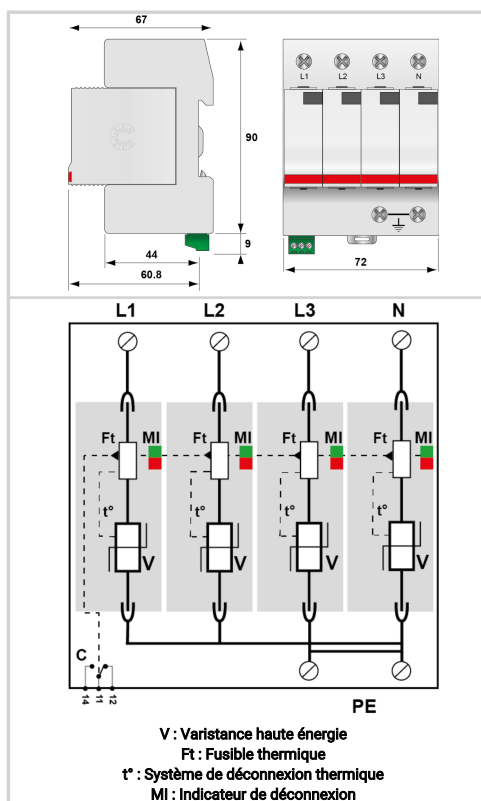 67
L1 L2 L3 N
90
9
44
60.8
72
L1 L2 L3 N
Ft MI Ft MI Ft MI Ft MI
t° t° t° t°
V V V V
C
14 11 12
PE
V : Varistance haute énergie
Ft : Fusible thermique
t° : Système de déconnexion thermique
MI : Indicateur de déconnexion